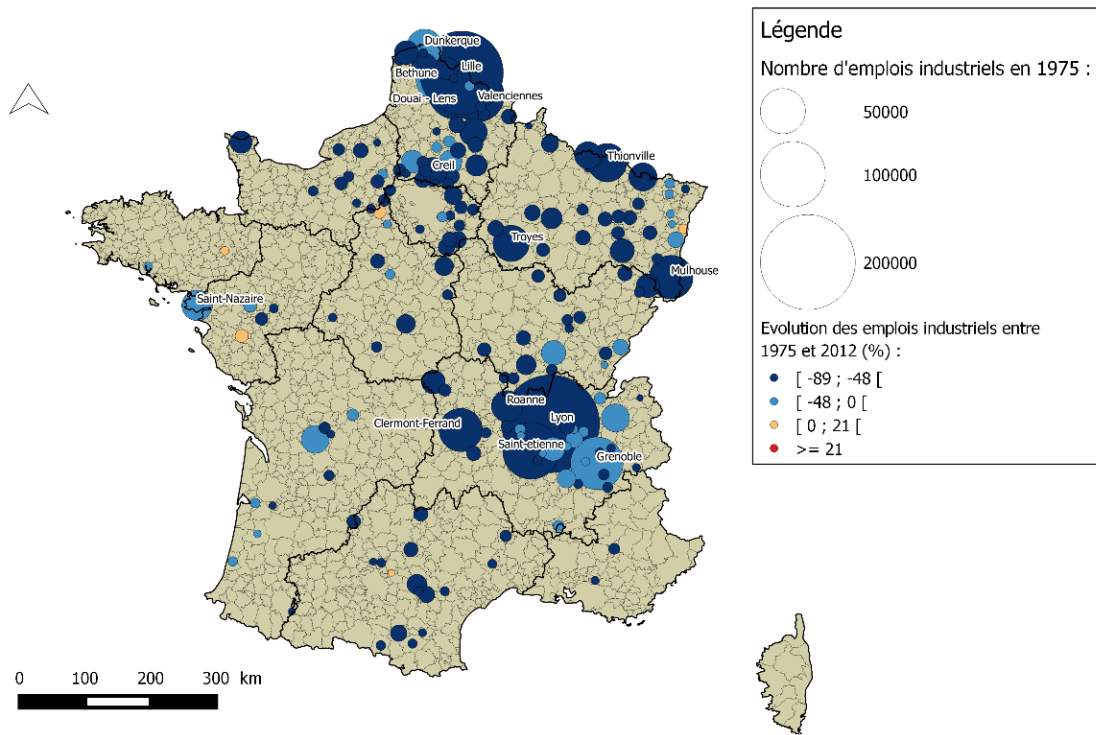 Légende
Nombre d'emplois industriels en 1975 :
50000
100000
200000
Evolution des emplois industriels entre
1975 et 2012 (%) :
[ -89 ; -48 [
[ -48 ; 0 [
[ 0 ; 21 [
>= 21
Dunkerque
Lille
Bethune
Douai - Lens
Valenciennes
Creil
Thionville
Troyes
Mulhouse
Saint-Nazaire
Roanne
Lyon
Clermont-Ferrand
Saint-etienne
Grenoble
0 100 200 300 km